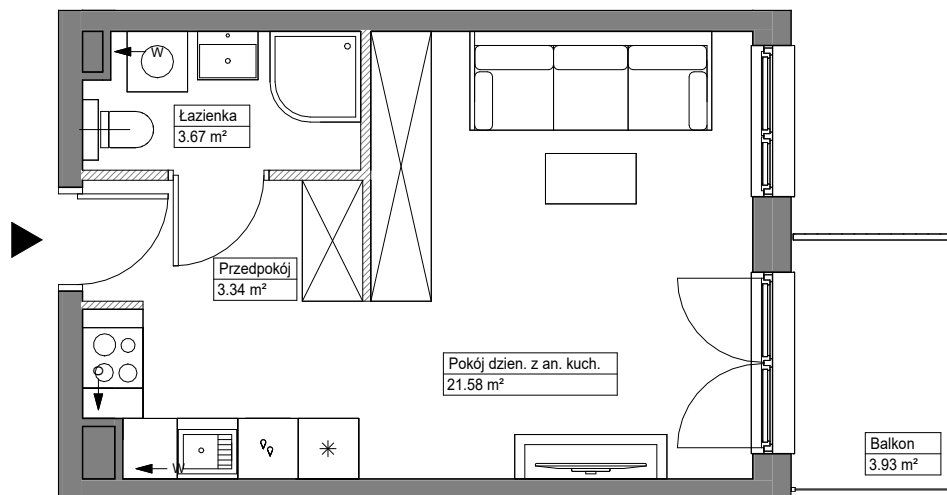 W
Łazienka
3.67 m²
Przedpokój
3.34 m²
Pokój dzien. z an. kuch.
21.58 m²
Balkon
3.93 m²
W